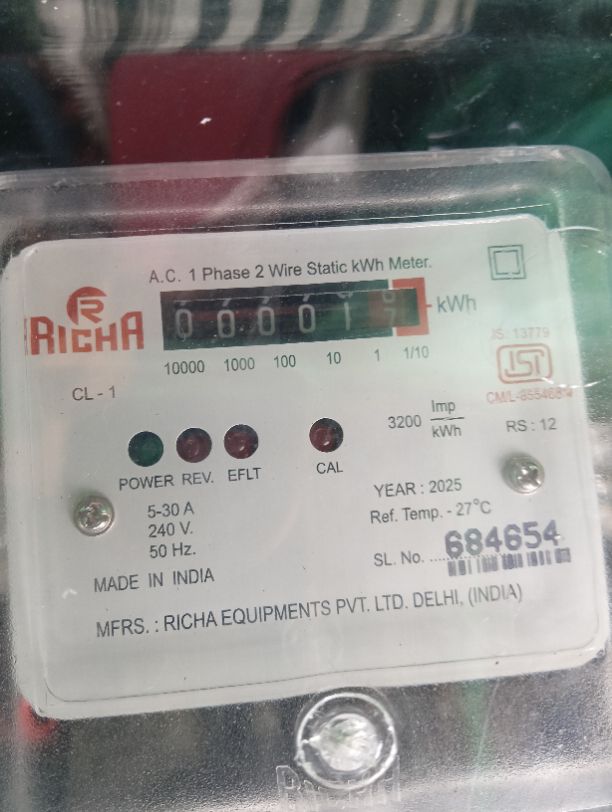 A.C. 1 Phase 2 Wire Static kWh Meter.
R
RICHA
0 0 0 0 1
kWh
10000 1000 100 10 1 1/10
IS: 13779
ISI
CL - 1
3200 Imp/kWh
RS : 12
POWER REV. EFLT CAL
5-30 A
240 V.
50 Hz.
YEAR : 2025
Ref. Temp. - 27°C
SL. No. 684654
MADE IN INDIA
MFRS. : RICHA EQUIPMENTS PVT. LTD. DELHI, (INDIA)